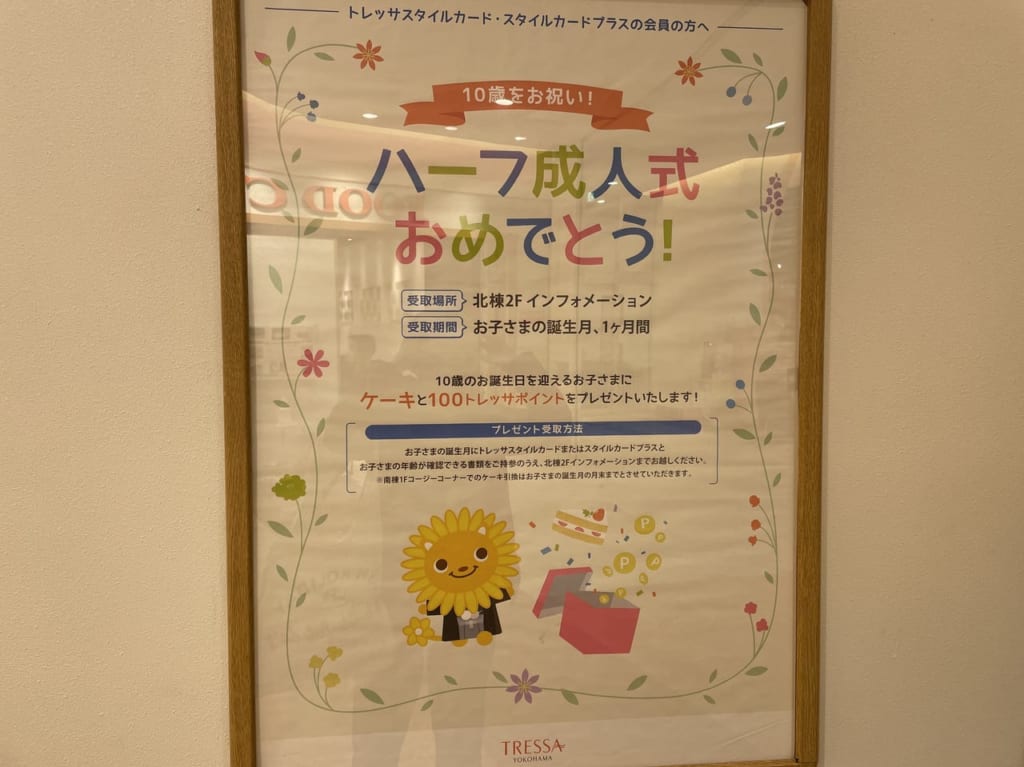 トレッサスタイルカード・スタイルカードプラスの会員の方へ
10歳をお祝い!
ハーフ成人式
おめでとう!
受取場所 北棟2F インフォメーション
受取期間 お子さまの誕生月、1ヶ月間
10歳のお誕生日を迎えるお子さまに
ケーキと100トレッサポイントをプレゼントいたします!
プレゼント受取方法
お子さまの誕生月にトレッサスタイルカードまたはスタイルカードプラスと
お子さまの年齢が確認できる書類をご持参のうえ、北棟2Fインフォメーションまでお越しください。
※南棟1Fコージーコーナーでのケーキ引換はお子さまの誕生月の月末までとさせていただきます。
P
P
P
TRESSA
YOKOHAMA